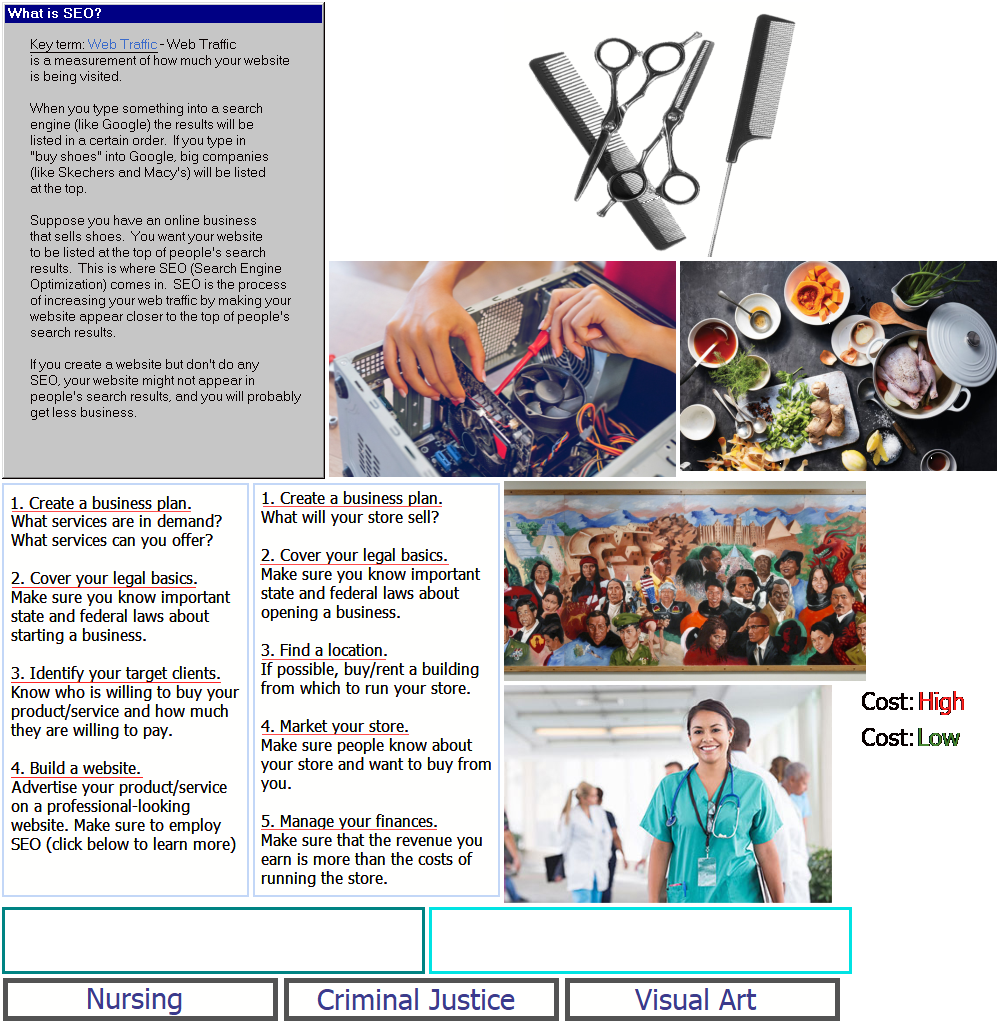 What is SEO?
Key term: Web Traffic - Web Traffic
is a measurement of how much your website
is being visited.
When you type something into a search
engine (like Google) the results will be
listed in a certain order. If you type in
"buy shoes" into Google, big companies
(like Skechers and Macy's) will be listed
at the top.
Suppose you have an online business
that sells shoes. You want your website
to be listed at the top of people's search
results. This is where SEO (Search Engine
Optimization) comes in. SEO is the process
of increasing your web traffic by making your
website appear closer to the top of people's
search results.
If you create a website but don't do any
SEO, your website might not appear in
people's search results, and you will probably
get less business.
1. Create a business plan.
What services are in demand?
What services can you offer?
2. Cover your legal basics.
Make sure you know important
state and federal laws about
starting a business.
3. Identify your target clients.
Know who is willing to buy your
product/service and how much
they are willing to pay.
4. Build a website.
Advertise your product/service
on a professional-looking
website. Make sure to employ
SEO (click below to learn more)
1. Create a business plan.
What will your store sell?
2. Cover your legal basics.
Make sure you know important
state and federal laws about
opening a business.
3. Find a location.
If possible, buy/rent a building
from which to run your store.
4. Market your store.
Make sure people know about
your store and want to buy from
you.
5. Manage your finances.
Make sure that the revenue you
earn is more than the costs of
running the store.
Cost: High
Cost: Low
Nursing
Criminal Justice
Visual Art